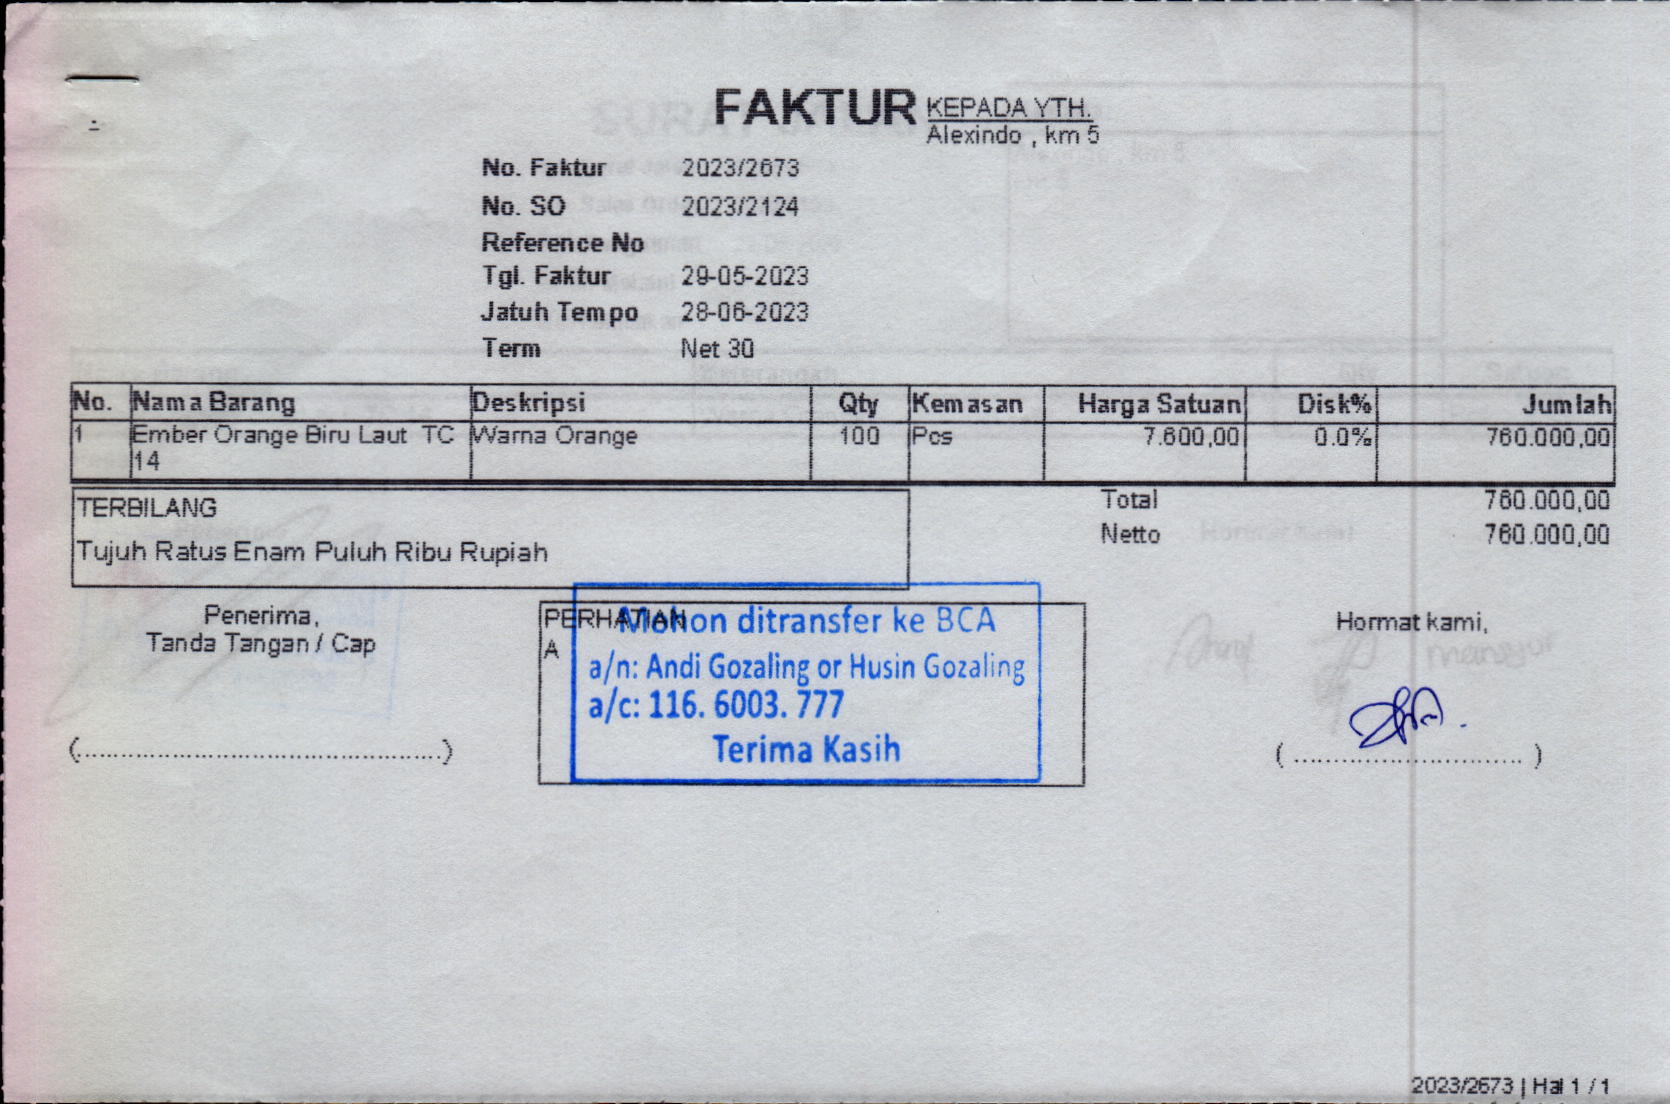 FAKTUR
KEPADA YTH.
Alexindo , km 5
No. Faktur 2023/2673
No. SO 2023/2124
Reference No
Tgl. Faktur 29-05-2023
Jatuh Tempo 28-06-2023
Term Net 30
No. Nama Barang Deskripsi Qty Kemasan Harga Satuan Disk% Jumlah
1 Ember Orange Biru Laut TC Warna Orange 100 Pcs 7.600,00 0.0% 760.000,00
14
TERBILANG
Tujuh Ratus Enam Puluh Ribu Rupiah
Total 760.000,00
Netto 760.000,00
Penerima,
Tanda Tangan / Cap
(..............................................)
PERHATIAN
A
Mohon ditransfer ke BCA
a/n: Andi Gozaling or Husin Gozaling
a/c: 116. 6003. 777
Terima Kasih
Hormat kami,
( ............................. )
2023/2673 | Hal 1 / 1